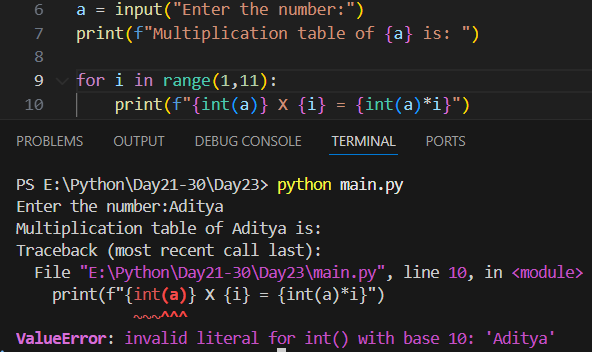 6 a = input("Enter the number:")
7 print(f"Multiplication table of {a} is: ")
8
9 for i in range(1,11):
10 print(f"{int(a)} X {i} = {int(a)*i}")
PROBLEMS OUTPUT DEBUG CONSOLE TERMINAL PORTS
PS E:\Python\Day21-30\Day23> python main.py
Enter the number:Aditya
Multiplication table of Aditya is:
Traceback (most recent call last):
  File "E:\Python\Day21-30\Day23\main.py", line 10, in <module>
    print(f"{int(a)} X {i} = {int(a)*i}")
             ~~~^^^
ValueError: invalid literal for int() with base 10: 'Aditya'